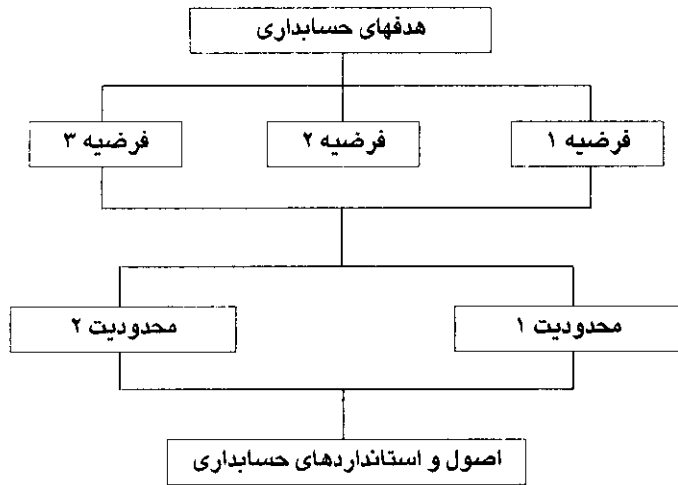 هدفهای حسابداری
فرضیه ۱
فرضیه ۲
فرضیه ۳
محدودیت ۱
محدودیت ۲
اصول و استانداردهای حسابداری